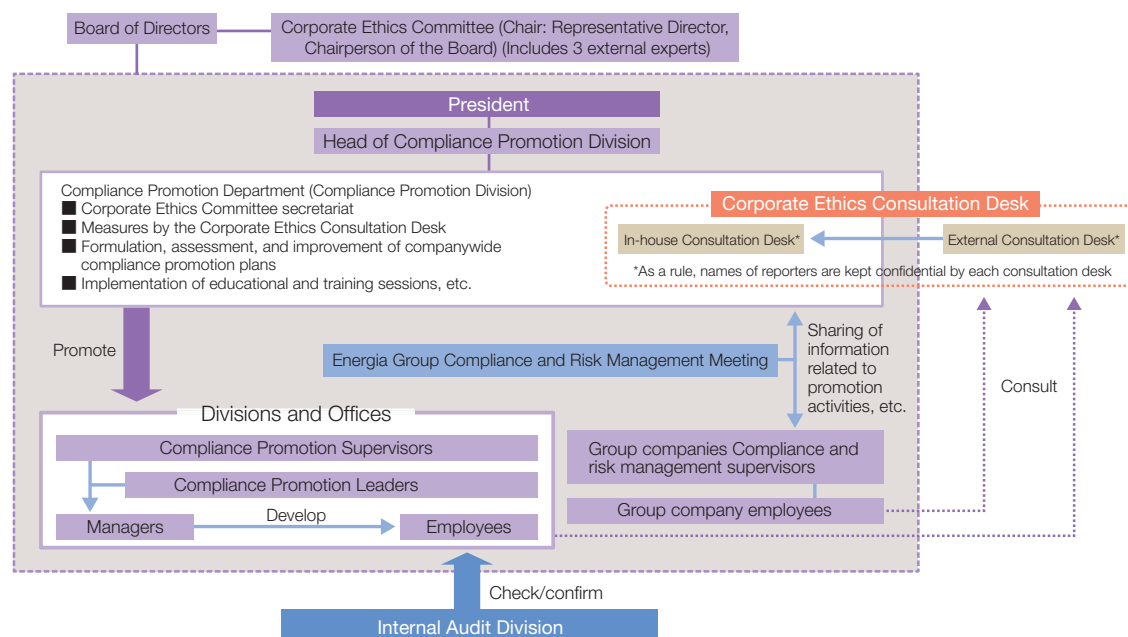 Board of Directors
Corporate Ethics Committee (Chair: Representative Director,
Chairperson of the Board) (Includes 3 external experts)
President
Head of Compliance Promotion Division
Compliance Promotion Department (Compliance Promotion Division)
■ Corporate Ethics Committee secretariat
■ Measures by the Corporate Ethics Consultation Desk
■ Formulation, assessment, and improvement of companywide
compliance promotion plans
■ Implementation of educational and training sessions, etc.
Corporate Ethics Consultation Desk
In-house Consultation Desk*
External Consultation Desk*
*As a rule, names of reporters are kept confidential by each consultation desk
Promote
Energia Group Compliance and Risk Management Meeting
Sharing of
information
related to
promotion
activities, etc.
Consult
Divisions and Offices
Compliance Promotion Supervisors
Compliance Promotion Leaders
Managers
Develop
Employees
Group companies Compliance and
risk management supervisors
Group company employees
Check/confirm
Internal Audit Division